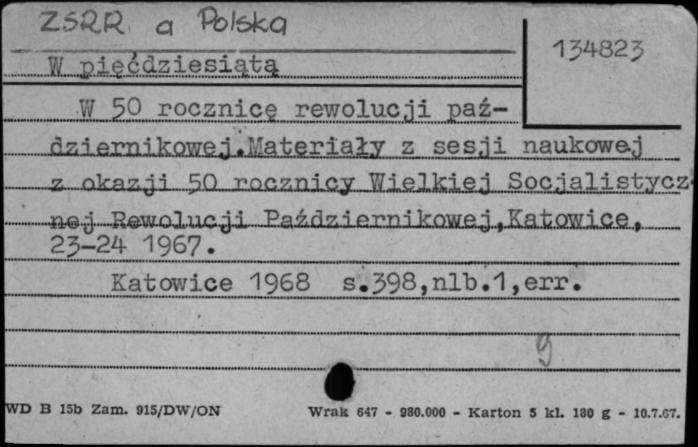 ZSRR a Polska
134823
W pięćdziesiątą
W 50 rocznicę rewolucji paź-
dziernikowej.Materiały z sesji naukowej
z okazji 50 rocznicy Wielkiej Socjalistycz
nej Rewolucji Październikowej,Katowice,
23-24 1967.
Katowice 1968 s.398,nlb.1,err.
g
WD B 15b Zam. 915/DW/ON Wrak 647 - 980.000 - Karton 5 kl. 180 g - 10.7.67.